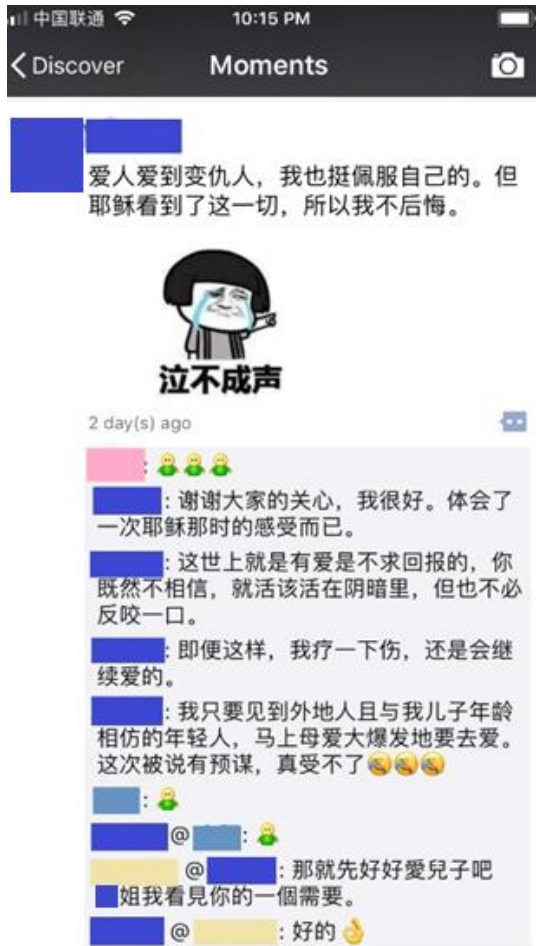 中国联通 10:15 PM
Discover Moments
爱人爱到变仇人，我也挺佩服自己的。但
耶稣看到了这一切，所以我不后悔。
泣不成声
2 day(s) ago
:
: 谢谢大家的关心，我很好。体会了
一次耶稣那时的感受而已。
: 这世上就是有爱是不求回报的，你
既然不相信，就活该活在阴暗里，但也不必
反咬一口。
: 即便这样，我疗一下伤，还是会继
续爱的。
: 我只要见到外地人且与我儿子年龄
相仿的年轻人，马上母爱大爆发地要去爱。
这次被说有预谋，真受不了
:
@ :
@ : 那就先好好愛兒子吧
姐我看見你的一個需要。
@ : 好的